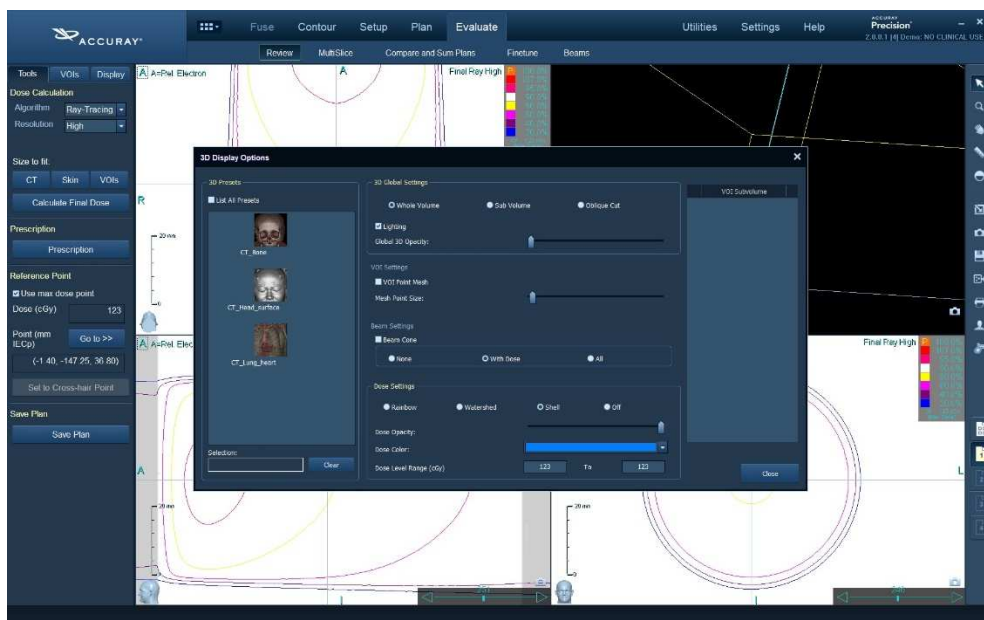 ACCURAY
Fuse Contour Setup Plan Evaluate Utilities Settings Help
ACCURAY
Precision
2.0.0.1 [4] Demo: NO CLINICAL USE
Review MultiSlice Compare and Sum Plans Finetune Beams
Tools VOIs Display
A A=Rel Electron
A
Final Ray High
Dose Calculation
Algorithm Ray-Tracing
Resolution High
Size to fit:
CT Skin VOIs
Calculate Final Dose
R
Prescription
Prescription
20 mm
Reference Point
Use max dose point
Dose (cGy) 123
Point (mm IECp) Go to >>
(-1.40, -147.25, 36.80)
Set to Cross-hair Point
Save Plan
Save Plan
3D Display Options
3D Presets
List All Presets
CT_Bone
CT_Head_surface
CT_Lung_heart
Selection:
Clear
3D Global Settings
Whole Volume Sub Volume Oblique Cut
Lighting
Global 3D Opacity:
VOI Settings
VOI Point Mesh
Mesh Point Size:
Beam Settings
Beam Cone
None With Dose All
Dose Settings
Rainbow Watershed Shell Off
Dose Opacity:
Dose Color:
Dose Level Range (cGy) 123 To 123
VOI Subvolume
Close
A A=Rel Elec
Final Ray High
A
L
20 mm
20 mm